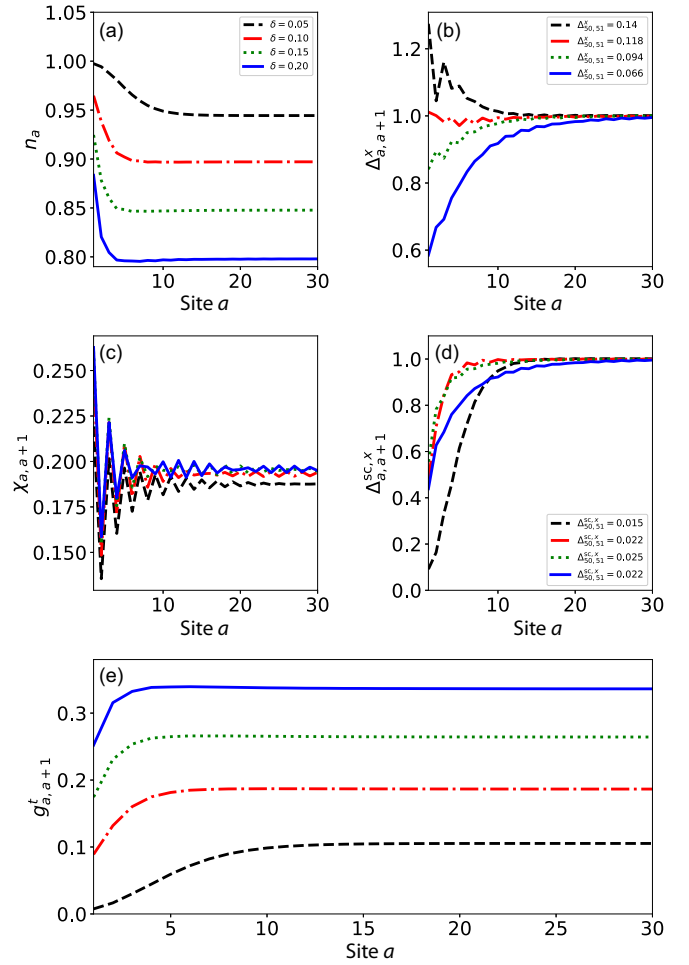 (a)
δ = 0.05
δ = 0.10
δ = 0.15
δ = 0.20
1.00
0.95
0.90
0.85
0.80
n_a
10 20 30
Site a
(b)
Δ^x_{50,51} = 0.14
Δ^x_{50,51} = 0.118
Δ^x_{50,51} = 0.094
Δ^x_{50,51} = 0.066
1.2
1.0
0.8
0.6
Δ^x_{a,a+1}
10 20 30
Site a
(c)
0.250
0.225
0.200
0.175
0.150
χ_{a,a+1}
10 20 30
Site a
(d)
1.0
0.8
0.6
0.4
0.2
0.0
Δ^{sc,x}_{a,a+1}
Δ^{sc,x}_{50,51} = 0.015
Δ^{sc,x}_{50,51} = 0.022
Δ^{sc,x}_{50,51} = 0.025
Δ^{sc,x}_{50,51} = 0.022
10 20 30
Site a
(e)
0.3
0.2
0.1
0.0
g^t_{a,a+1}
5 10 15 20 25 30
Site a